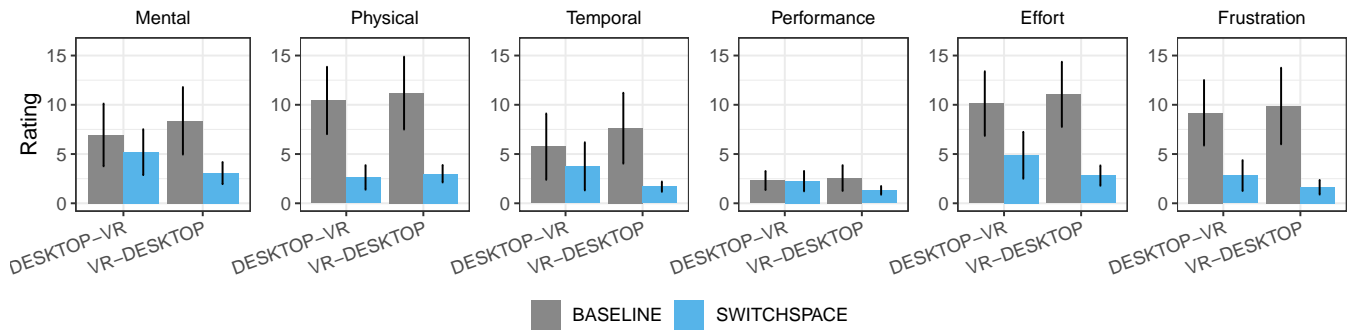 Mental Physical Temporal Performance Effort Frustration
Rating
15 15 15 15 15 15
10 10 10 10 10 10
5 5 5 5 5 5
0 0 0 0 0 0
DESKTOP−VR DESKTOP−VR DESKTOP−VR DESKTOP−VR DESKTOP−VR DESKTOP−VR
VR−DESKTOP VR−DESKTOP VR−DESKTOP VR−DESKTOP VR−DESKTOP VR−DESKTOP
BASELINE SWITCHSPACE